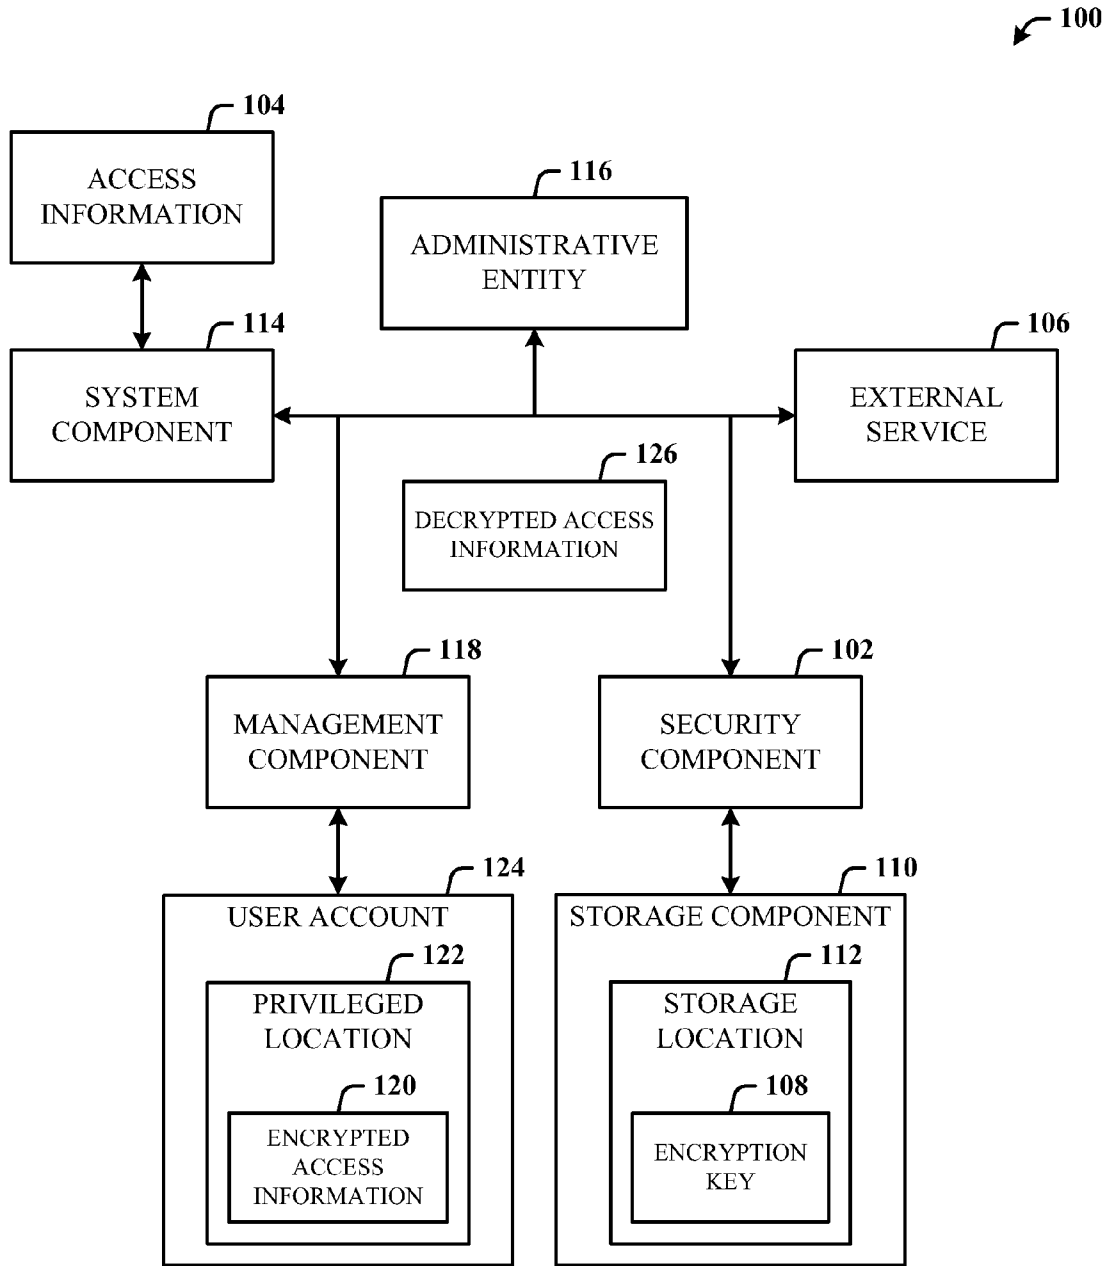 100
104
ACCESS
INFORMATION
116
ADMINISTRATIVE
ENTITY
114
SYSTEM
COMPONENT
106
EXTERNAL
SERVICE
126
DECRYPTED ACCESS
INFORMATION
118
MANAGEMENT
COMPONENT
102
SECURITY
COMPONENT
124
USER ACCOUNT
122
PRIVILEGED
LOCATION
120
ENCRYPTED
ACCESS
INFORMATION
110
STORAGE COMPONENT
112
STORAGE
LOCATION
108
ENCRYPTION
KEY